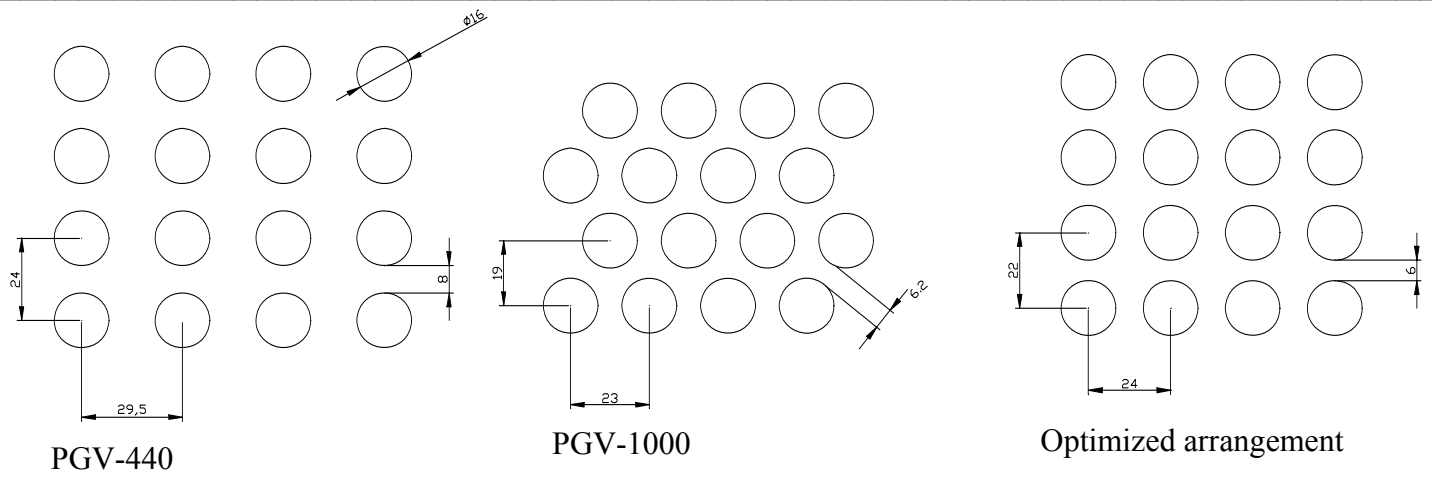 Ø16
24
8
29,5
PGV-440
19
6.2
23
PGV-1000
22
6
24
Optimized arrangement